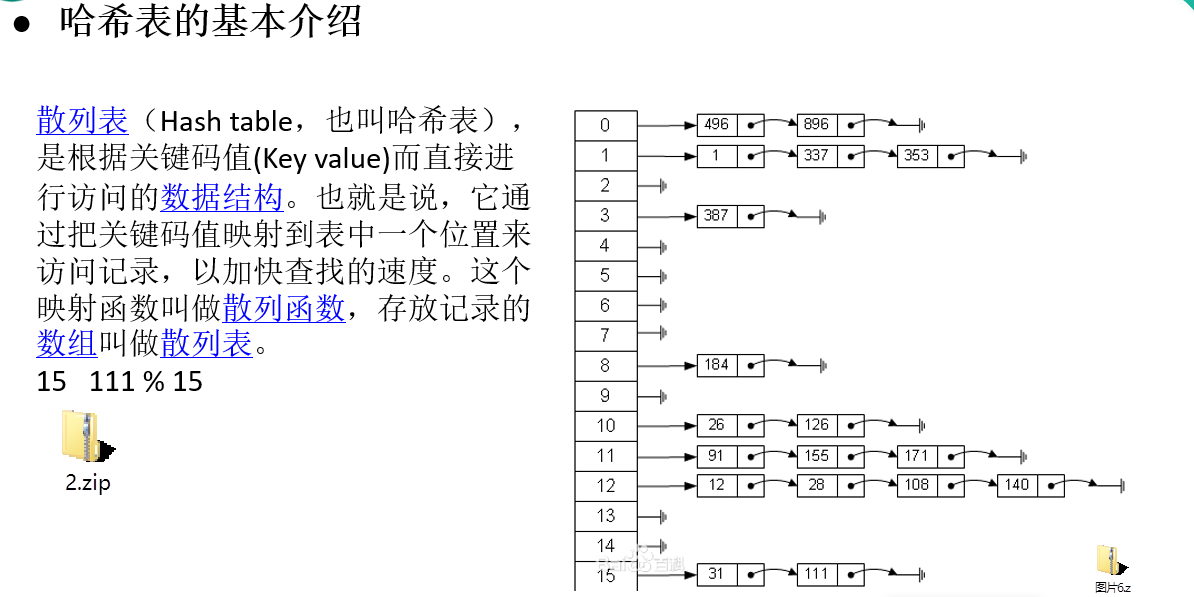 ● 哈希表的基本介绍
散列表（Hash table，也叫哈希表），
是根据关键码值(Key value)而直接进
行访问的数据结构。也就是说，它通
过把关键码值映射到表中一个位置来
访问记录，以加快查找的速度。这个
映射函数叫做散列函数，存放记录的
数组叫做散列表。
15 111 % 15
2.zip
0 496 896
1 1 337 353
2
3 387
4
5
6
7
8 184
9
10 26 126
11 91 155 171
12 12 28 108 140
13
14
Bai 百科
15 31 111
图片6.z